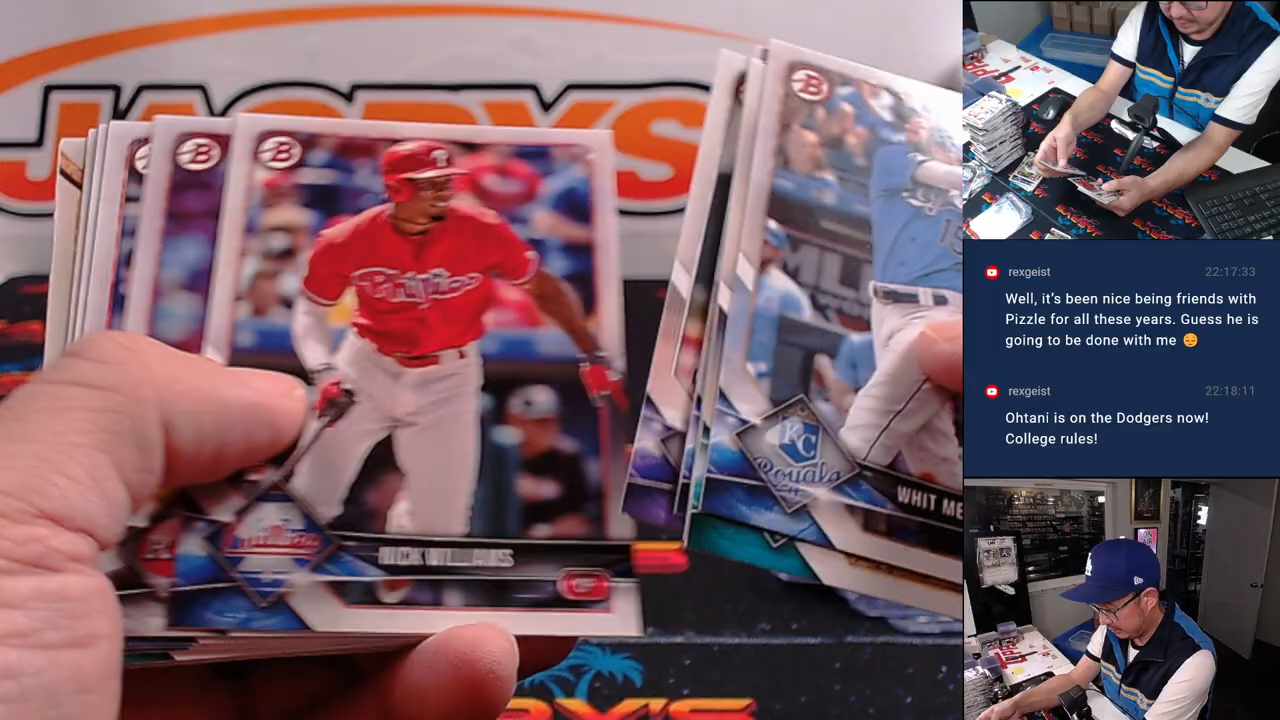 JASPYS
B
B
B
Phillies
NICK WILLIAMS
CF
B
KC
Royals
WHIT ME
rexgeist 22:17:33
Well, it's been nice being friends with
Pizzle for all these years. Guess he is
going to be done with me 😔
rexgeist 22:18:11
Ohtani is on the Dodgers now!
College rules!